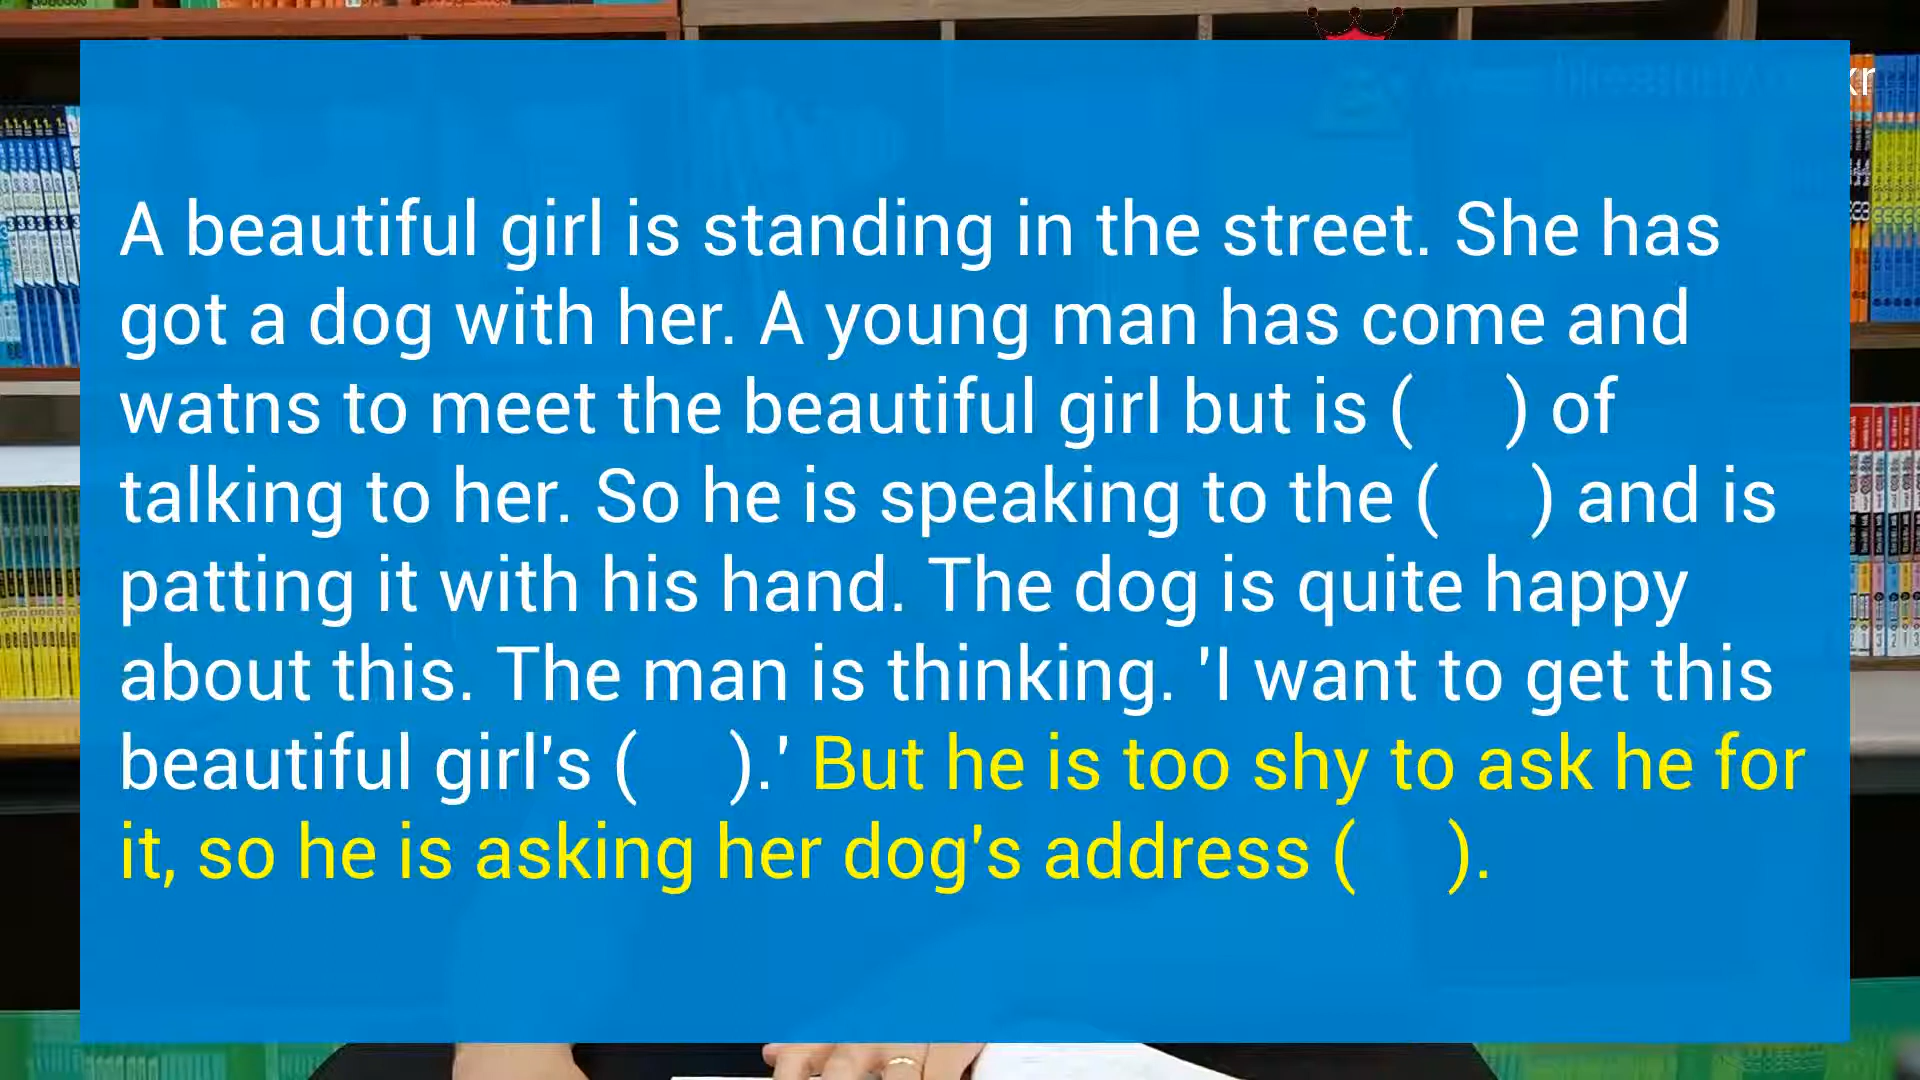 A beautiful girl is standing in the street. She has
got a dog with her. A young man has come and
watns to meet the beautiful girl but is (     ) of
talking to her. So he is speaking to the (     ) and is
patting it with his hand. The dog is quite happy
about this. The man is thinking. 'I want to get this
beautiful girl's (     ).' But he is too shy to ask he for
it, so he is asking her dog's address (     ).